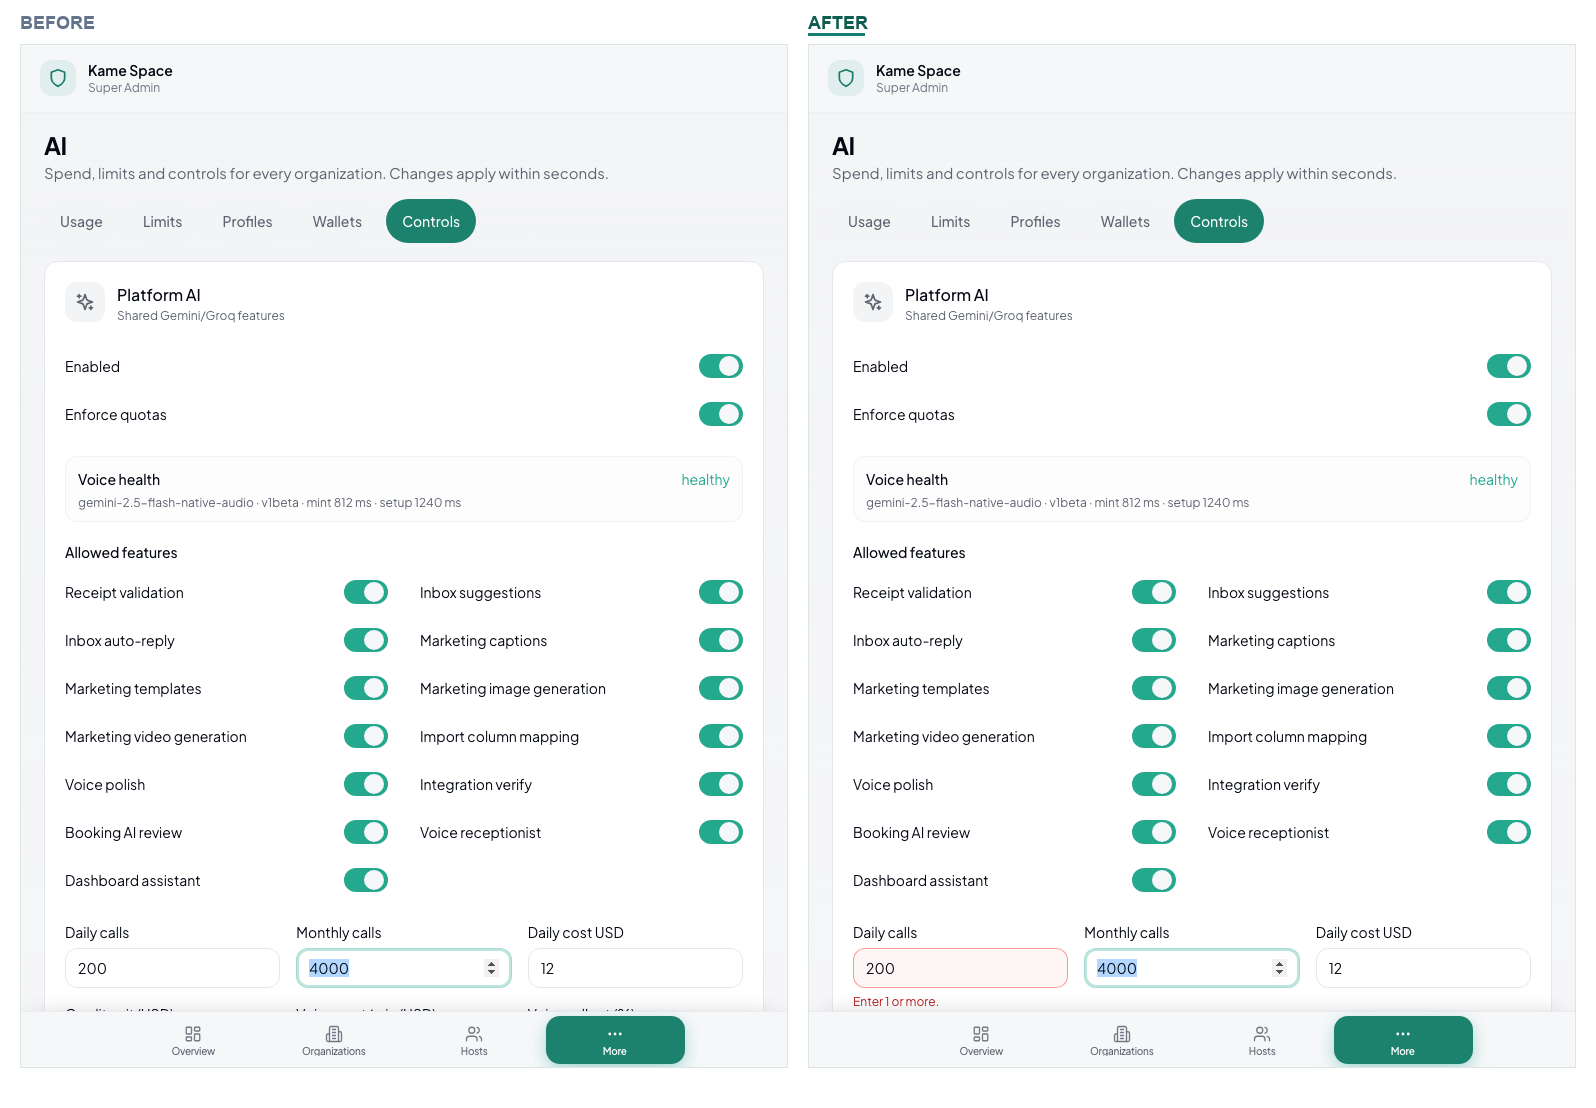 BEFORE
Kame Space
Super Admin
AI
Spend, limits and controls for every organization. Changes apply within seconds.
Usage Limits Profiles Wallets Controls
Platform AI
Shared Gemini/Groq features
Enabled
Enforce quotas
Voice health healthy
gemini-2.5-flash-native-audio · v1beta · mint 812 ms · setup 1240 ms
Allowed features
Receipt validation Inbox suggestions
Inbox auto-reply Marketing captions
Marketing templates Marketing image generation
Marketing video generation Import column mapping
Voice polish Integration verify
Booking AI review Voice receptionist
Dashboard assistant
Daily calls Monthly calls Daily cost USD
200 4000 12
Overview Organizations Hosts More
AFTER
Kame Space
Super Admin
AI
Spend, limits and controls for every organization. Changes apply within seconds.
Usage Limits Profiles Wallets Controls
Platform AI
Shared Gemini/Groq features
Enabled
Enforce quotas
Voice health healthy
gemini-2.5-flash-native-audio · v1beta · mint 812 ms · setup 1240 ms
Allowed features
Receipt validation Inbox suggestions
Inbox auto-reply Marketing captions
Marketing templates Marketing image generation
Marketing video generation Import column mapping
Voice polish Integration verify
Booking AI review Voice receptionist
Dashboard assistant
Daily calls Monthly calls Daily cost USD
200 4000 12
Enter 1 or more.
Overview Organizations Hosts More